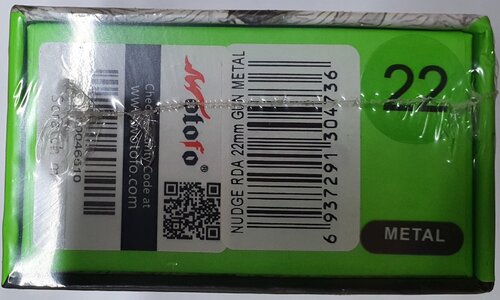 22
METAL
NUDGE RDA 22mm GUN METAL
6 937291 304736
Wotofo®
Check Security Code at
www.wotofo.com